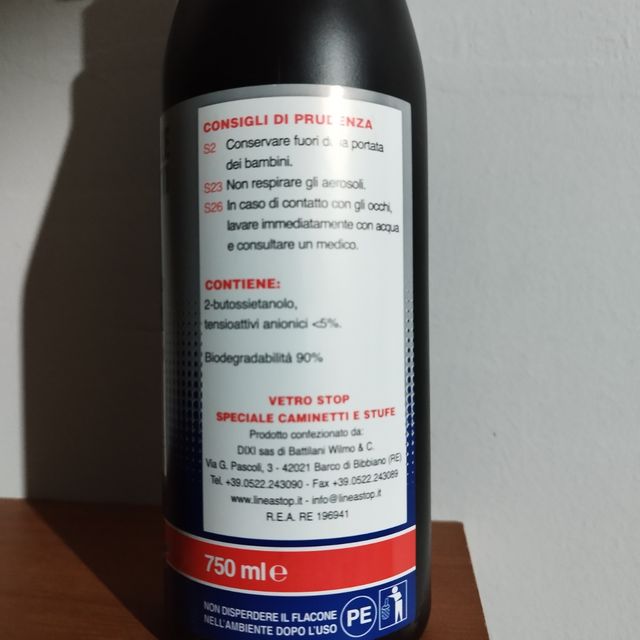 CONSIGLI DI PRUDENZA
S2 Conservare fuori dalla portata
dei bambini.
S23 Non respirare gli aerosoli.
S26 In caso di contatto con gli occhi,
lavare immediatamente con acqua
e consultare un medico.
CONTIENE:
2-butossietanolo,
tensioattivi anionici <5%.
Biodegradabilità 90%
VETRO STOP
SPECIALE CAMINETTI E STUFE
Prodotto confezionato da:
DIXI sas di Battilani Wilmo & C.
Via G. Pascoli, 3 - 42021 Barco di Bibbiano (RE)
Tel. +39.0522.243090 - Fax +39.0522.243089
www.lineastop.it - info@lineastop.it
R.E.A. RE 196941
750 ml e
NON DISPERDERE IL FLACONE
NELL'AMBIENTE DOPO L'USO
PE